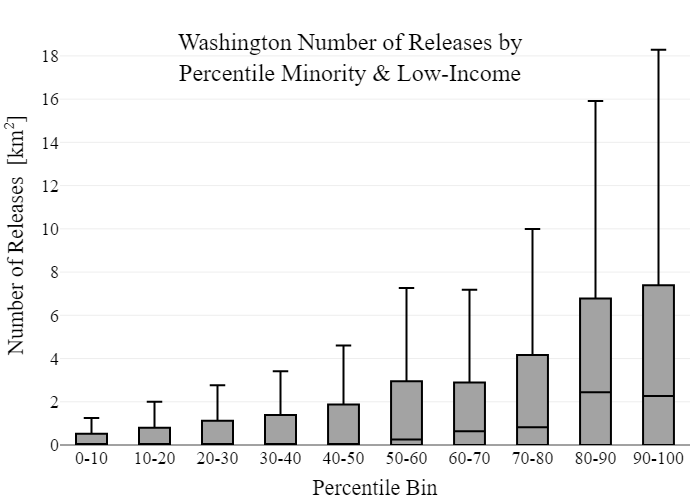 Washington Number of Releases by
Percentile Minority & Low-Income
Number of Releases [km²]
18
16
14
12
10
8
6
4
2
0
0-10 10-20 20-30 30-40 40-50 50-60 60-70 70-80 80-90 90-100
Percentile Bin